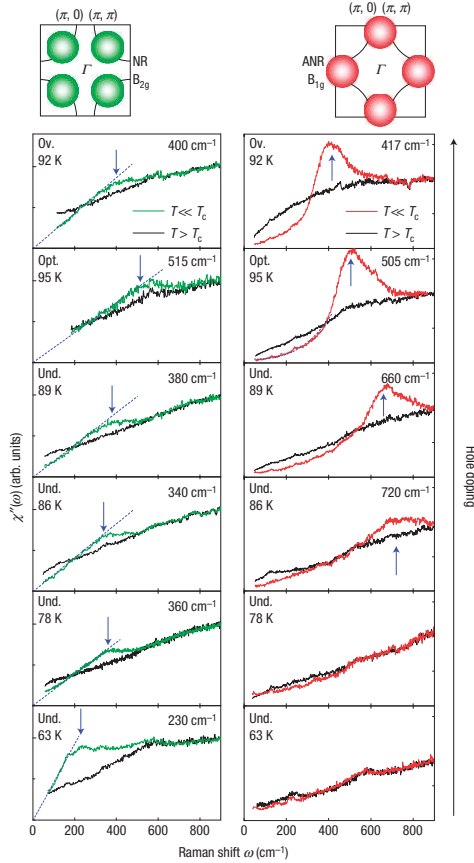 (π, 0) (π, π)
Γ
NR
B2g
(π, 0) (π, π)
ANR
Γ
B1g
Ov.
92 K
400 cm⁻¹
T ≪ Tc
T > Tc
Ov.
92 K
417 cm⁻¹
T ≪ Tc
T > Tc
Opt.
95 K
515 cm⁻¹
Opt.
95 K
505 cm⁻¹
Und.
89 K
380 cm⁻¹
Und.
89 K
660 cm⁻¹
Und.
86 K
340 cm⁻¹
Und.
86 K
720 cm⁻¹
Und.
78 K
360 cm⁻¹
Und.
78 K
Und.
63 K
230 cm⁻¹
Und.
63 K
χ″(ω) (arb. units)
Hole doping
0 200 400 600 800
0 200 400 600 800
Raman shift ω (cm⁻¹)